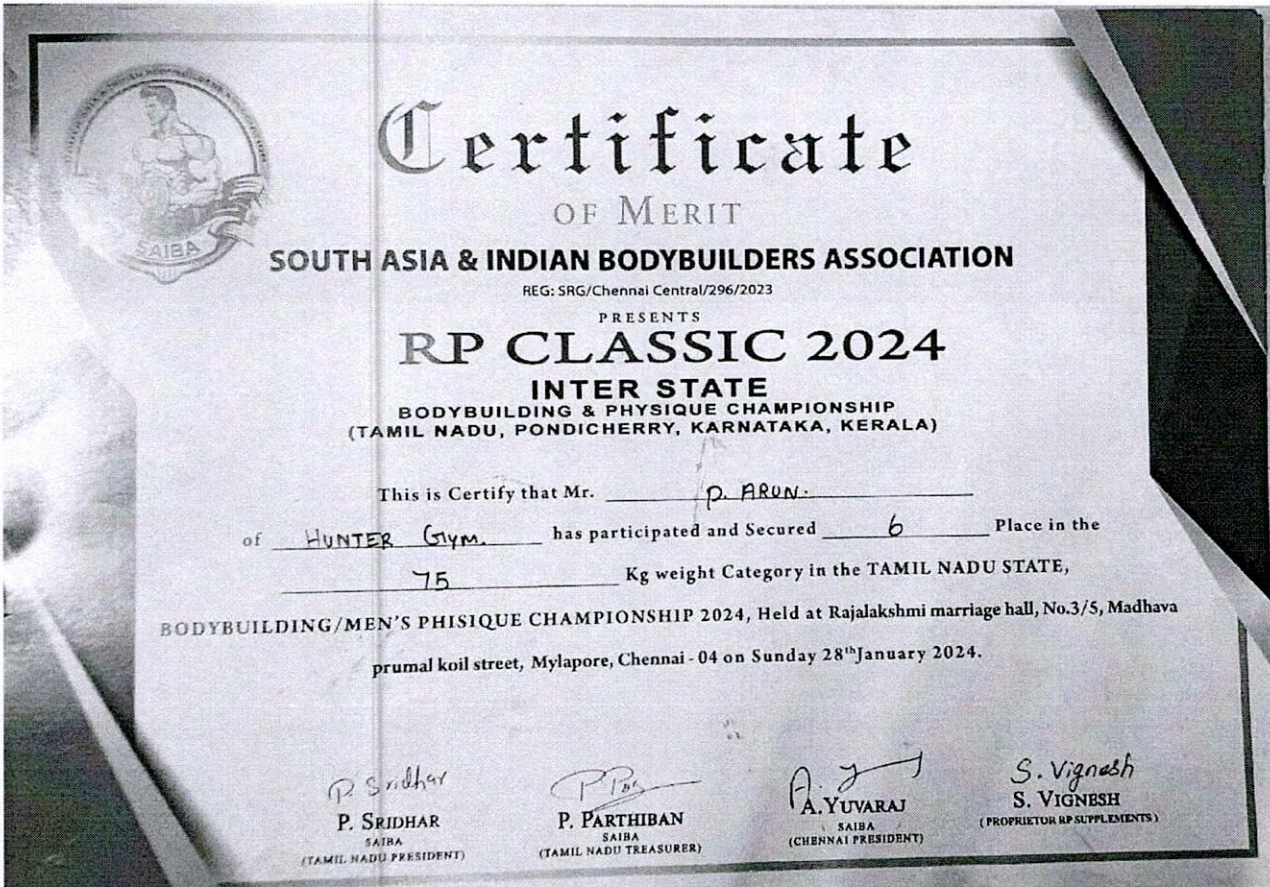 SAIBA
Certificate
OF MERIT
SOUTH ASIA & INDIAN BODYBUILDERS ASSOCIATION
REG: SRG/Chennai Central/296/2023
PRESENTS
RP CLASSIC 2024
INTER STATE
BODYBUILDING & PHYSIQUE CHAMPIONSHIP
(TAMIL NADU, PONDICHERRY, KARNATAKA, KERALA)
This is Certify that Mr. P. ARUN.
of HUNTER GYM. has participated and Secured 6 Place in the
75 Kg weight Category in the TAMIL NADU STATE,
BODYBUILDING/MEN'S PHISIQUE CHAMPIONSHIP 2024, Held at Rajalakshmi marriage hall, No.3/5, Madhava
prumal koil street, Mylapore, Chennai - 04 on Sunday 28th January 2024.
P. Sridhar
P. SRIDHAR
SAIBA
(TAMIL NADU PRESIDENT)
P. PARTHIBAN
SAIBA
(TAMIL NADU TREASURER)
A. YUVARAJ
SAIBA
(CHENNAI PRESIDENT)
S. Vignesh
S. VIGNESH
(PROPRIETOR RP SUPPLEMENTS)